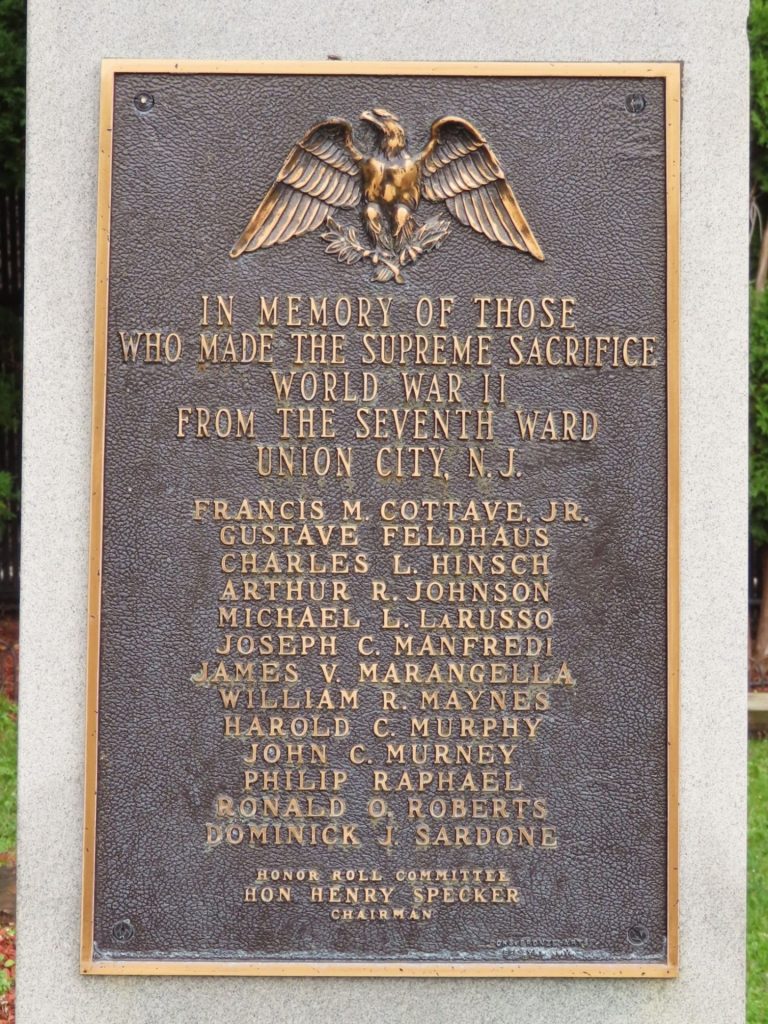 IN MEMORY OF THOSE
WHO MADE THE SUPREME SACRIFICE
WORLD WAR II
FROM THE SEVENTH WARD
UNION CITY, N.J.
FRANCIS M. COTTAVE, JR.
GUSTAVE FELDHAUS
CHARLES L. HINSCH
ARTHUR R. JOHNSON
MICHAEL L. LARUSSO
JOSEPH C. MANFREDI
JAMES V. MARANGELLA
WILLIAM R. MAYNES
HAROLD C. MURPHY
JOHN C. MURNEY
PHILIP RAPHAEL
RONALD O. ROBERTS
DOMINICK J. SARDONE
HONOR ROLL COMMITTEE
HON HENRY SPECKER
CHAIRMAN